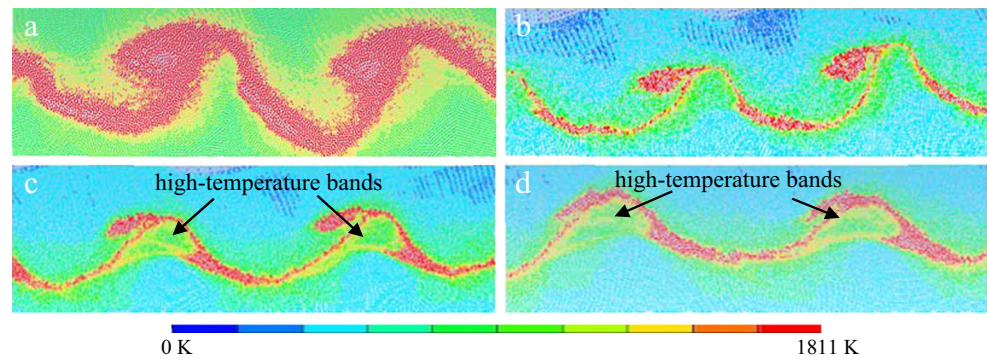 a
b
c
high-temperature bands
d
high-temperature bands
0 K
1811 K